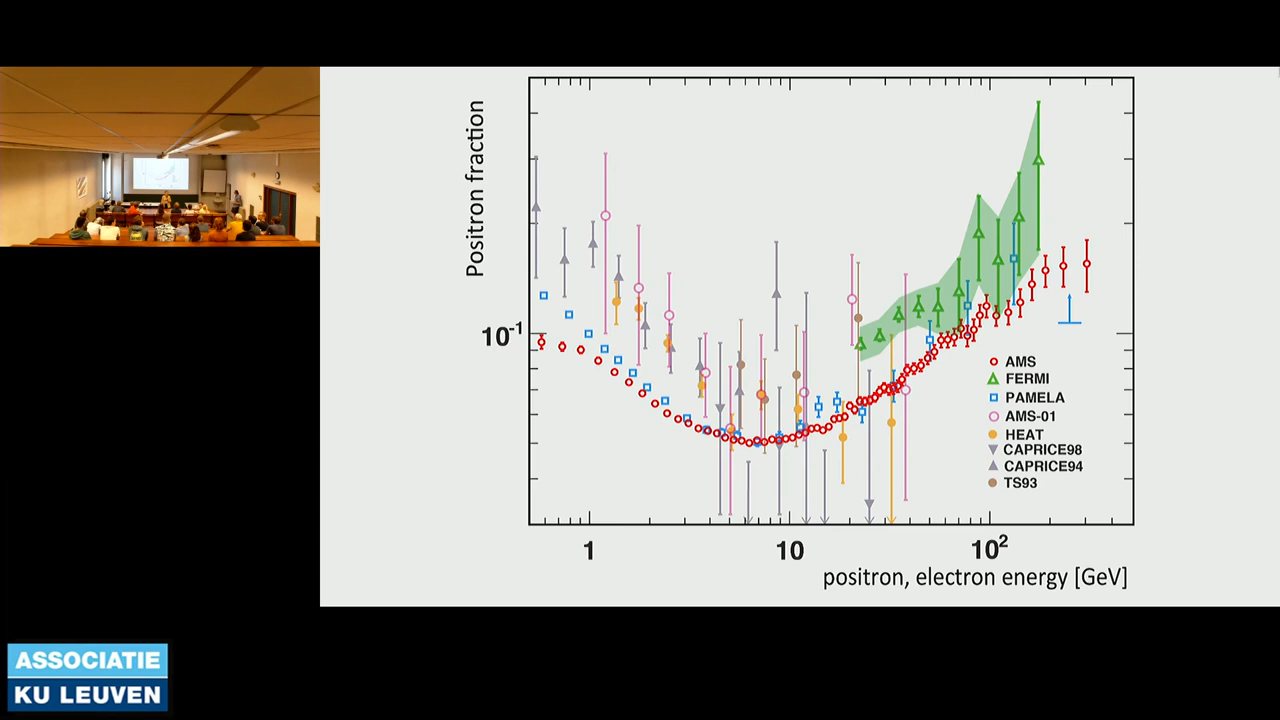 Positron fraction
10⁻¹
AMS
FERMI
PAMELA
AMS-01
HEAT
CAPRICE98
CAPRICE94
TS93
1
10
10²
positron, electron energy [GeV]
ASSOCIATIE
KU LEUVEN